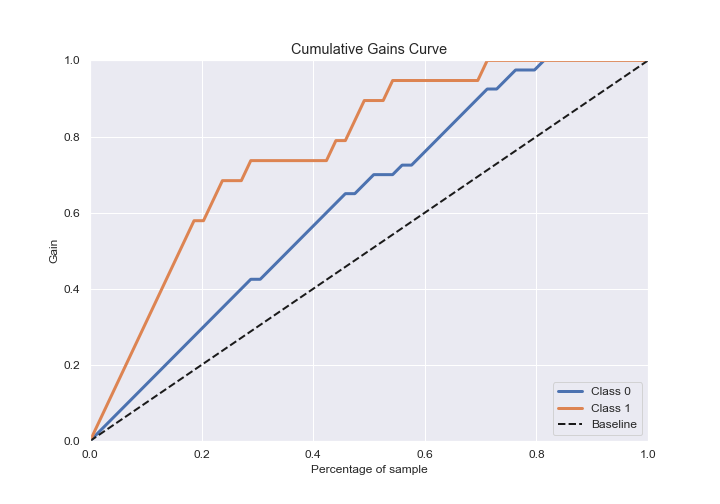 Cumulative Gains Curve
1.0
0.8
0.6
0.4
0.2
0.0
Gain
0.0 0.2 0.4 0.6 0.8 1.0
Percentage of sample
Class 0
Class 1
Baseline